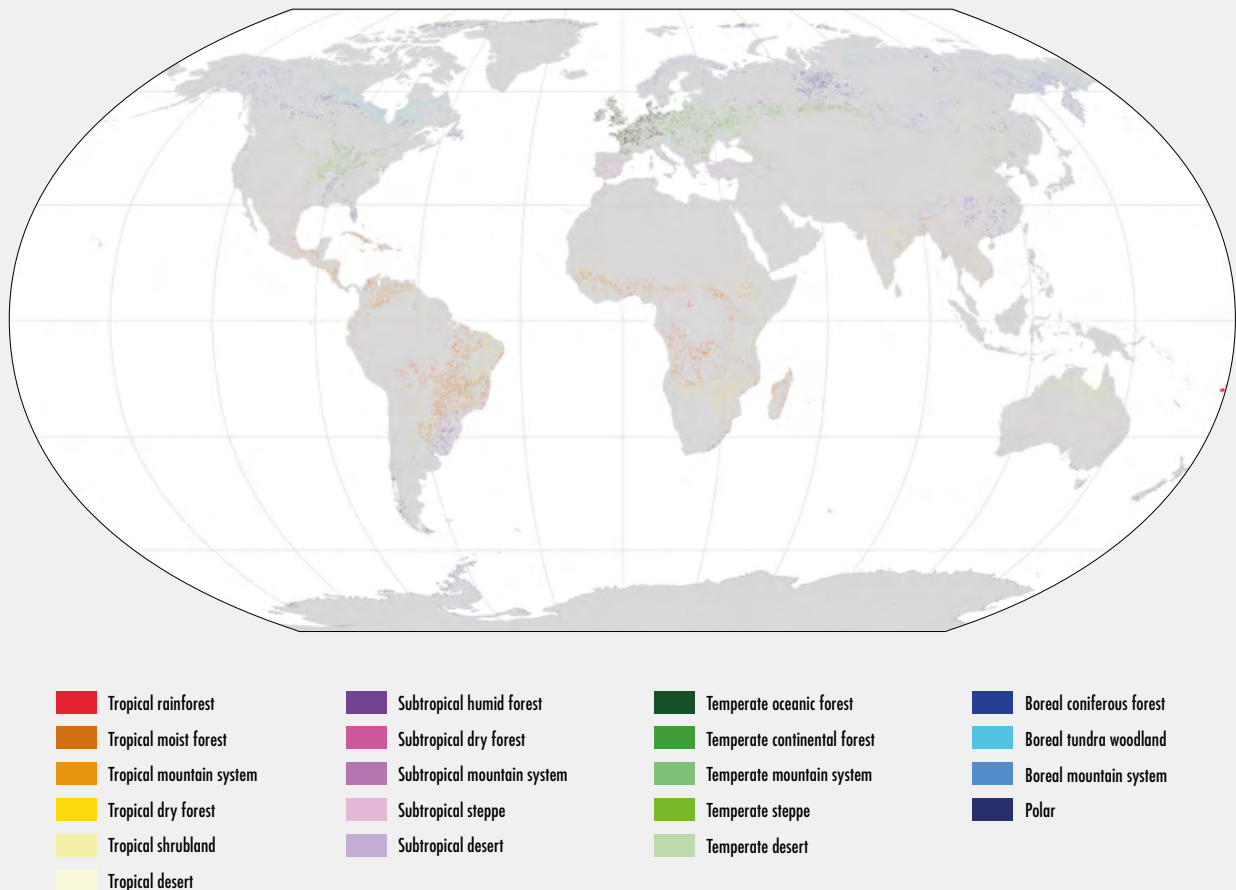 Tropical rainforest
Tropical moist forest
Tropical mountain system
Tropical dry forest
Tropical shrubland
Tropical desert
Subtropical humid forest
Subtropical dry forest
Subtropical mountain system
Subtropical steppe
Subtropical desert
Temperate oceanic forest
Temperate continental forest
Temperate mountain system
Temperate steppe
Temperate desert
Boreal coniferous forest
Boreal tundra woodland
Boreal mountain system
Polar